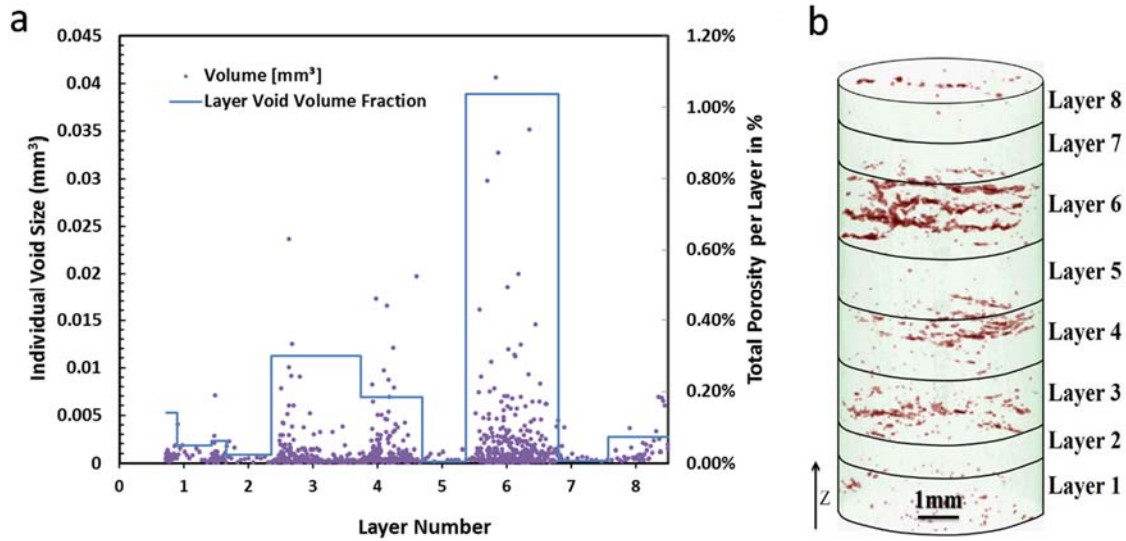 a
0.045
0.04
0.035
0.03
0.025
0.02
0.015
0.01
0.005
0
Individual Void Size (mm³)
Volume [mm³]
Layer Void Volume Fraction
1.20%
1.00%
0.80%
0.60%
0.40%
0.20%
0.00%
Total Porosity per Layer in %
0 1 2 3 4 5 6 7 8
Layer Number
b
Layer 8
Layer 7
Layer 6
Layer 5
Layer 4
Layer 3
Layer 2
Layer 1
Z
1mm